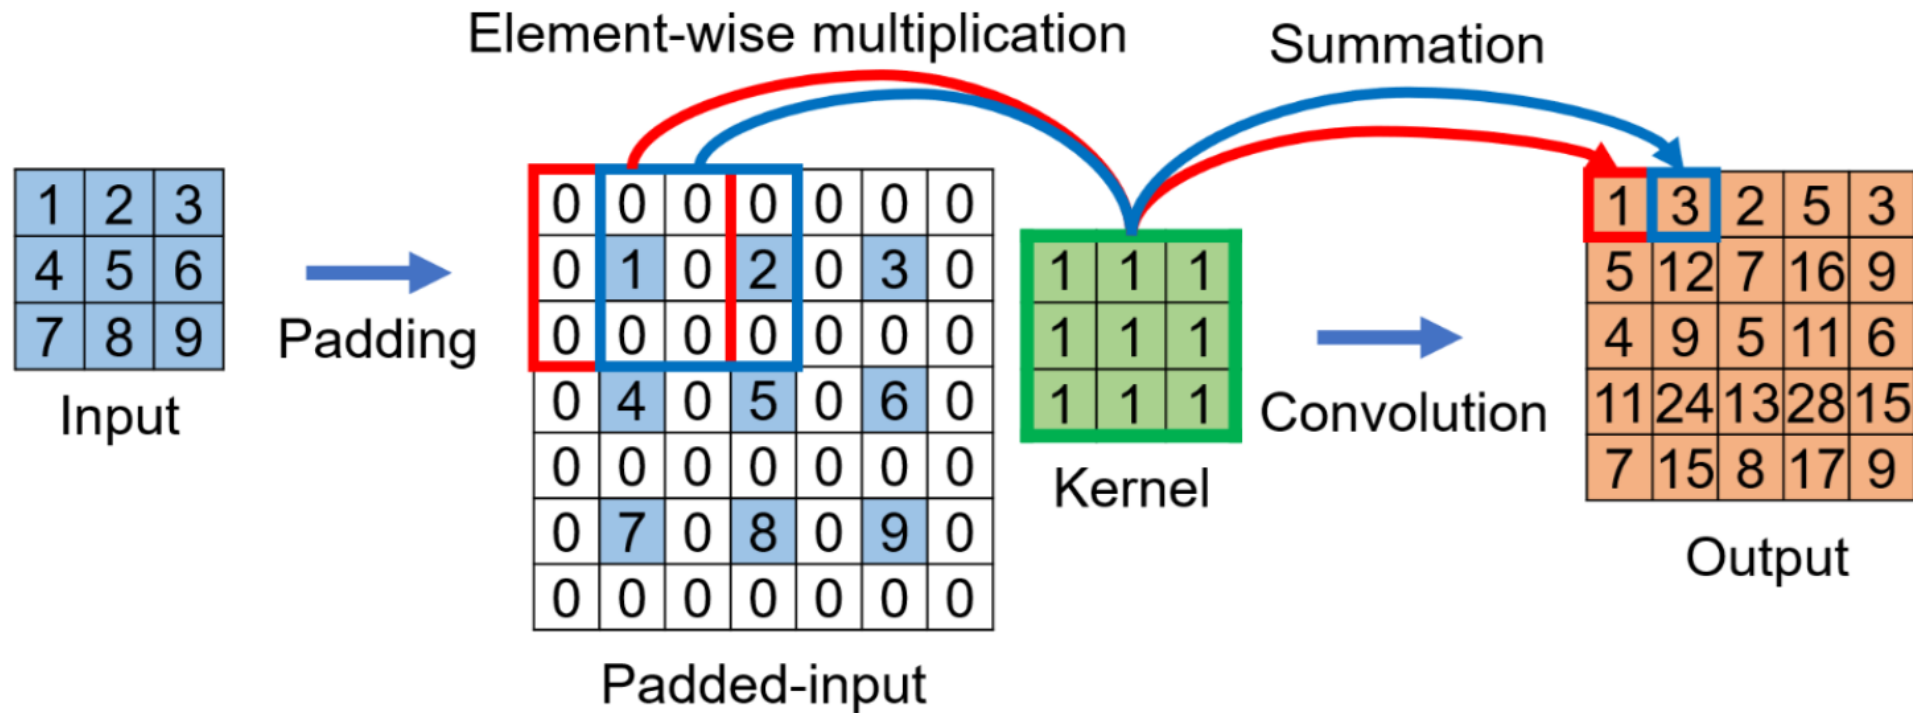 Element-wise multiplication
Summation
1 2 3
4 5 6
7 8 9
Input
Padding
0 0 0 0 0 0 0
0 1 0 2 0 3 0
0 0 0 0 0 0 0
0 4 0 5 0 6 0
0 0 0 0 0 0 0
0 7 0 8 0 9 0
0 0 0 0 0 0 0
Padded-input
1 1 1
1 1 1
1 1 1
Kernel
Convolution
1 3 2 5 3
5 12 7 16 9
4 9 5 11 6
11 24 13 28 15
7 15 8 17 9
Output